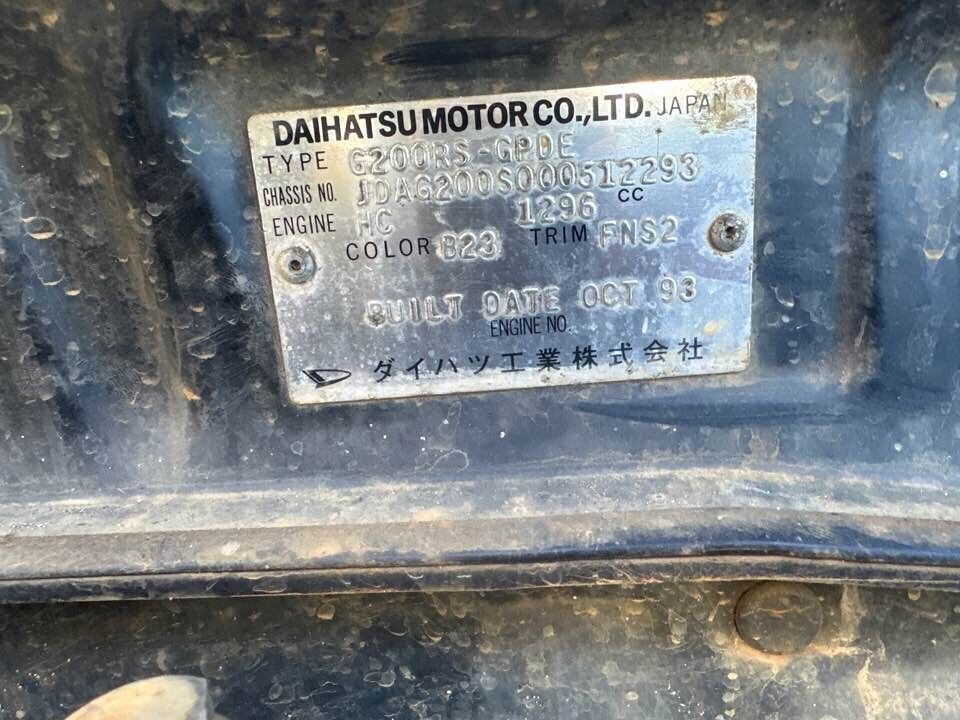 DAIHATSU MOTOR CO.,LTD. JAPAN
TYPE G200RS-GPDE
CHASSIS NO. JDAG200S000512293
ENGINE HC 1296 CC
COLOR B23 TRIM FNS2
BUILT DATE OCT 93
ENGINE NO.
ダイハツ工業株式会社